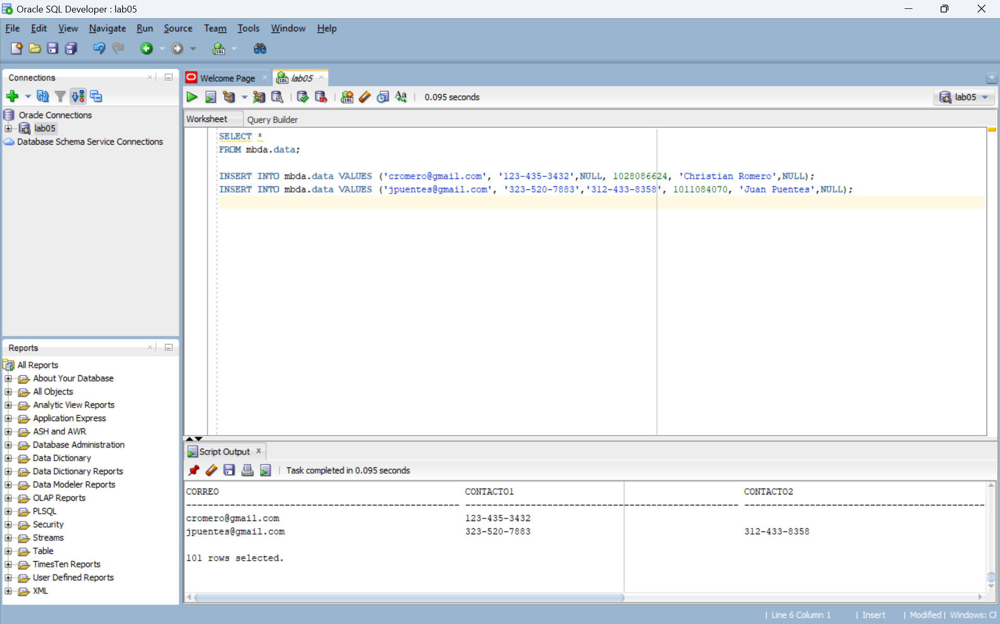 Oracle SQL Developer : lab05
File Edit View Navigate Run Source Team Tools Window Help
Connections
Oracle Connections
lab05
Database Schema Service Connections
Reports
All Reports
About Your Database
All Objects
Analytic View Reports
Application Express
ASH and AWR
Database Administration
Data Dictionary
Data Dictionary Reports
Data Modeler Reports
OLAP Reports
PLSQL
Security
Streams
Table
TimesTen Reports
User Defined Reports
XML
Welcome Page lab05
0.095 seconds lab05
Worksheet Query Builder
SELECT *
FROM mbda.data;
INSERT INTO mbda.data VALUES ('cromero@gmail.com', '123-435-3432',NULL, 1028086624, 'Christian Romero',NULL);
INSERT INTO mbda.data VALUES ('jpuentes@gmail.com', '323-520-7883','312-433-8358', 1011084070, 'Juan Puentes',NULL);
Script Output
Task completed in 0.095 seconds
CORREO CONTACTO1 CONTACTO2
cromero@gmail.com 123-435-3432
jpuentes@gmail.com 323-520-7883 312-433-8358
101 rows selected.
| Line 6 Column 1 | Insert | Modified | Windows: